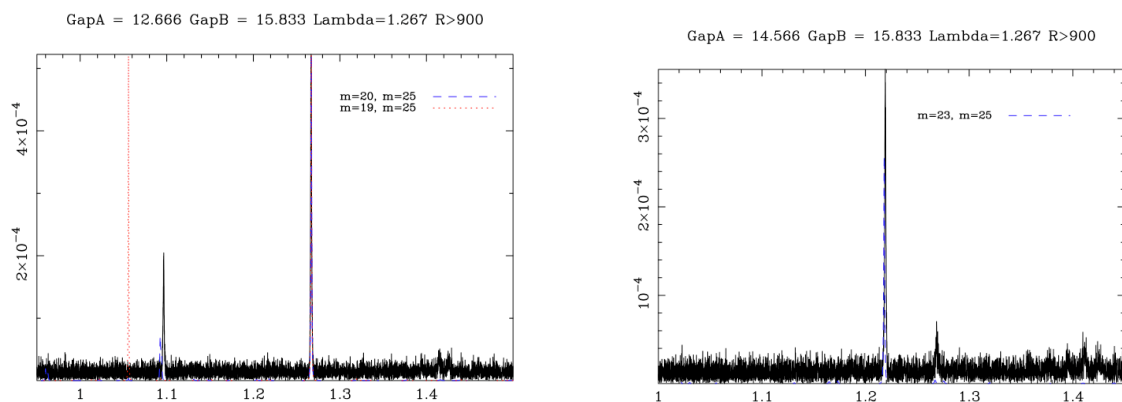 GapA = 12.666 GapB = 15.833 Lambda=1.267 R>900
m=20, m=25
m=19, m=25
4×10⁻⁴
2×10⁻⁴
1 1.1 1.2 1.3 1.4
GapA = 14.566 GapB = 15.833 Lambda=1.267 R>900
m=23, m=25
3×10⁻⁴
2×10⁻⁴
10⁻⁴
1 1.1 1.2 1.3 1.4